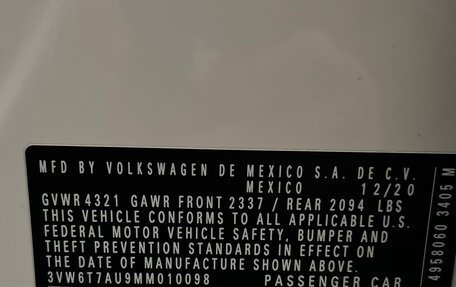 MFD BY VOLKSWAGEN DE MEXICO S.A. DE C.V.
MEXICO 12/20
GVWR 4321 GAWR FRONT 2337 / REAR 2094 LBS
THIS VEHICLE CONFORMS TO ALL APPLICABLE U.S.
FEDERAL MOTOR VEHICLE SAFETY, BUMPER AND
THEFT PREVENTION STANDARDS IN EFFECT ON
THE DATE OF MANUFACTURE SHOWN ABOVE
3VW6T7AU9MM010098 PASSENGER CAR
4958060 3405 M